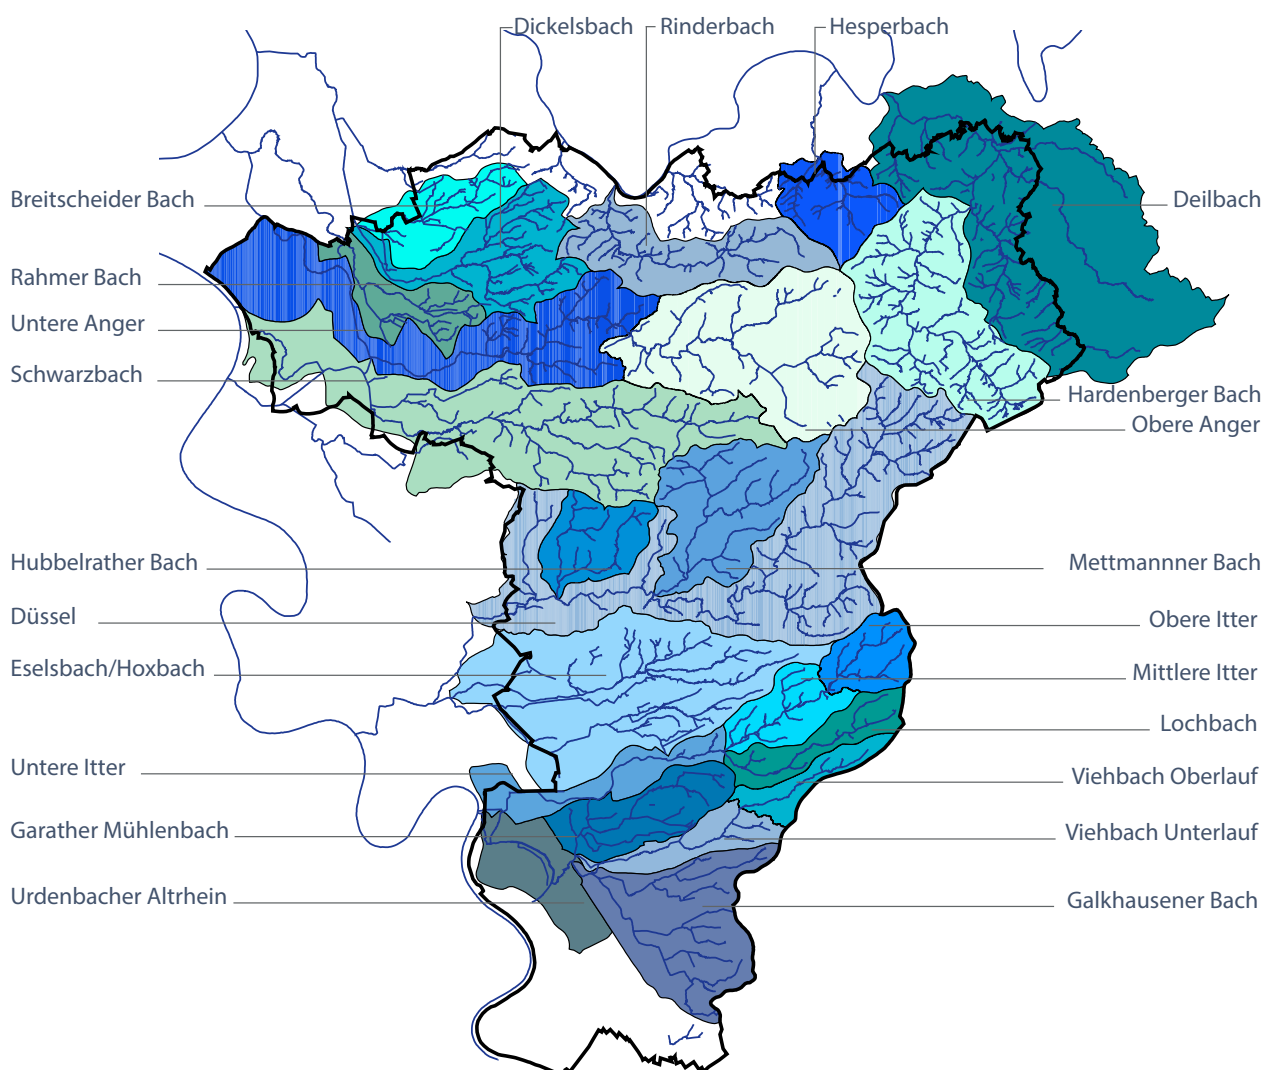 Dickelsbach
Rinderbach
Hesperbach
Breitscheider Bach
Deilbach
Rahmer Bach
Untere Anger
Schwarzbach
Hardenberger Bach
Obere Anger
Hubbelrather Bach
Mettmannner Bach
Düssel
Obere Itter
Eselsbach/Hoxbach
Mittlere Itter
Lochbach
Untere Itter
Viehbach Oberlauf
Garather Mühlenbach
Viehbach Unterlauf
Urdenbacher Altrhein
Galkhausener Bach